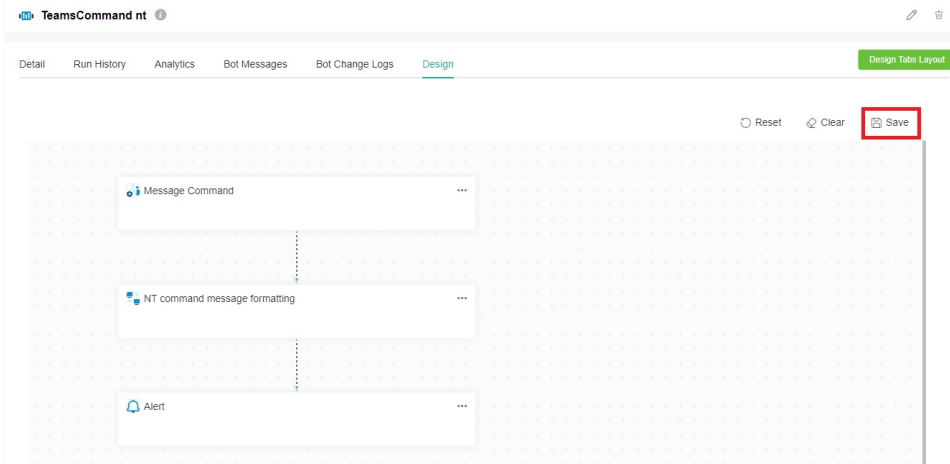 TeamsCommand nt
Detail Run History Analytics Bot Messages Bot Change Logs Design Design Tabs Layout
Reset Clear Save
Message Command
NT command message formatting
Alert